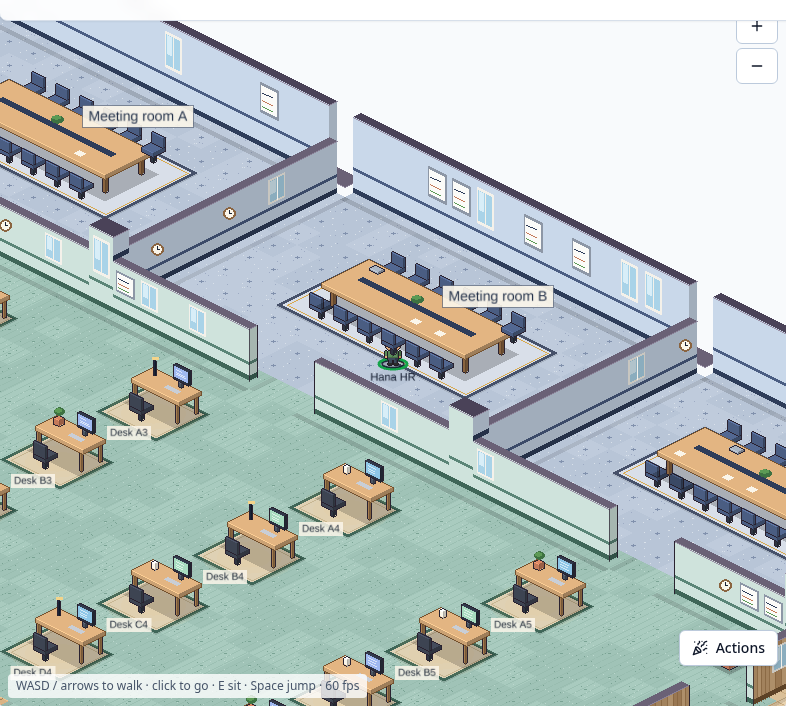 +
−
Meeting room A
Meeting room B
Hana HR
Desk A3
Desk B3
Desk A4
Desk B4
Desk C4
Desk A5
Desk D4
Desk B5
Actions
WASD / arrows to walk · click to go · E sit · Space jump · 60 fps